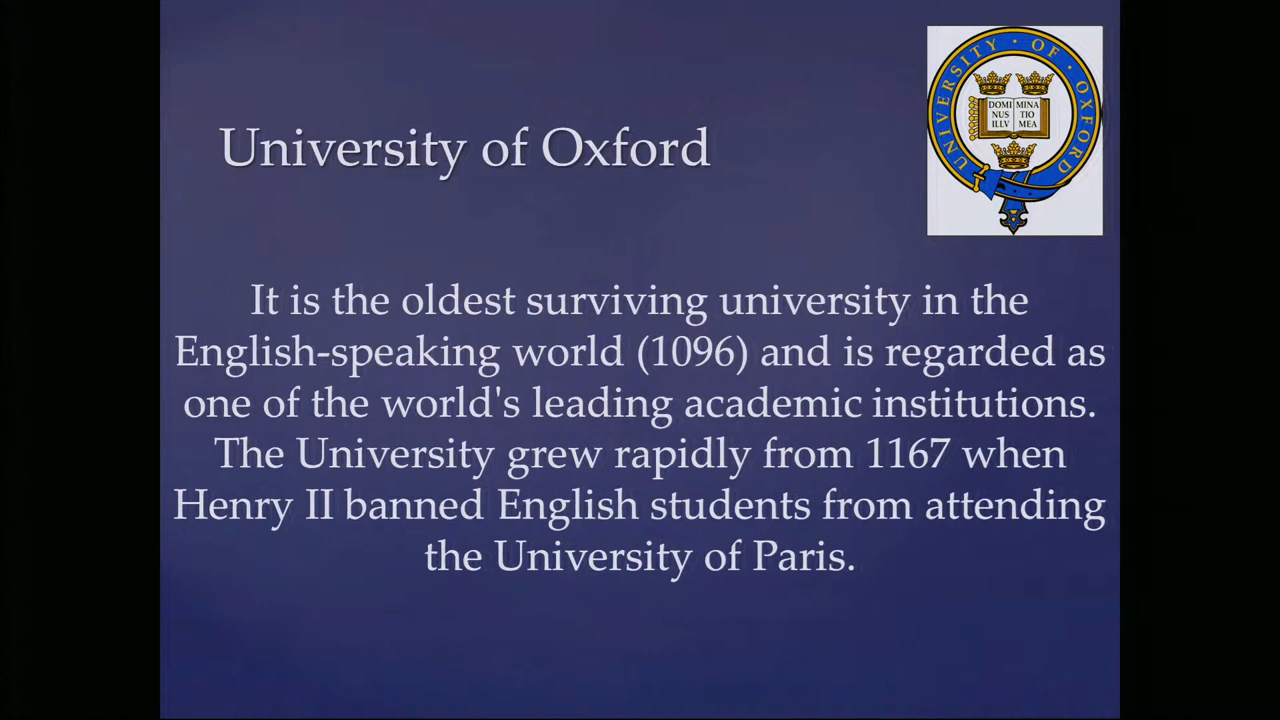 University of Oxford
UNIVERSITY · OF · OXFORD
DOMI MINA
NUS TIO
ILLV MEA
It is the oldest surviving university in the
English-speaking world (1096) and is regarded as
one of the world's leading academic institutions.
The University grew rapidly from 1167 when
Henry II banned English students from attending
the University of Paris.